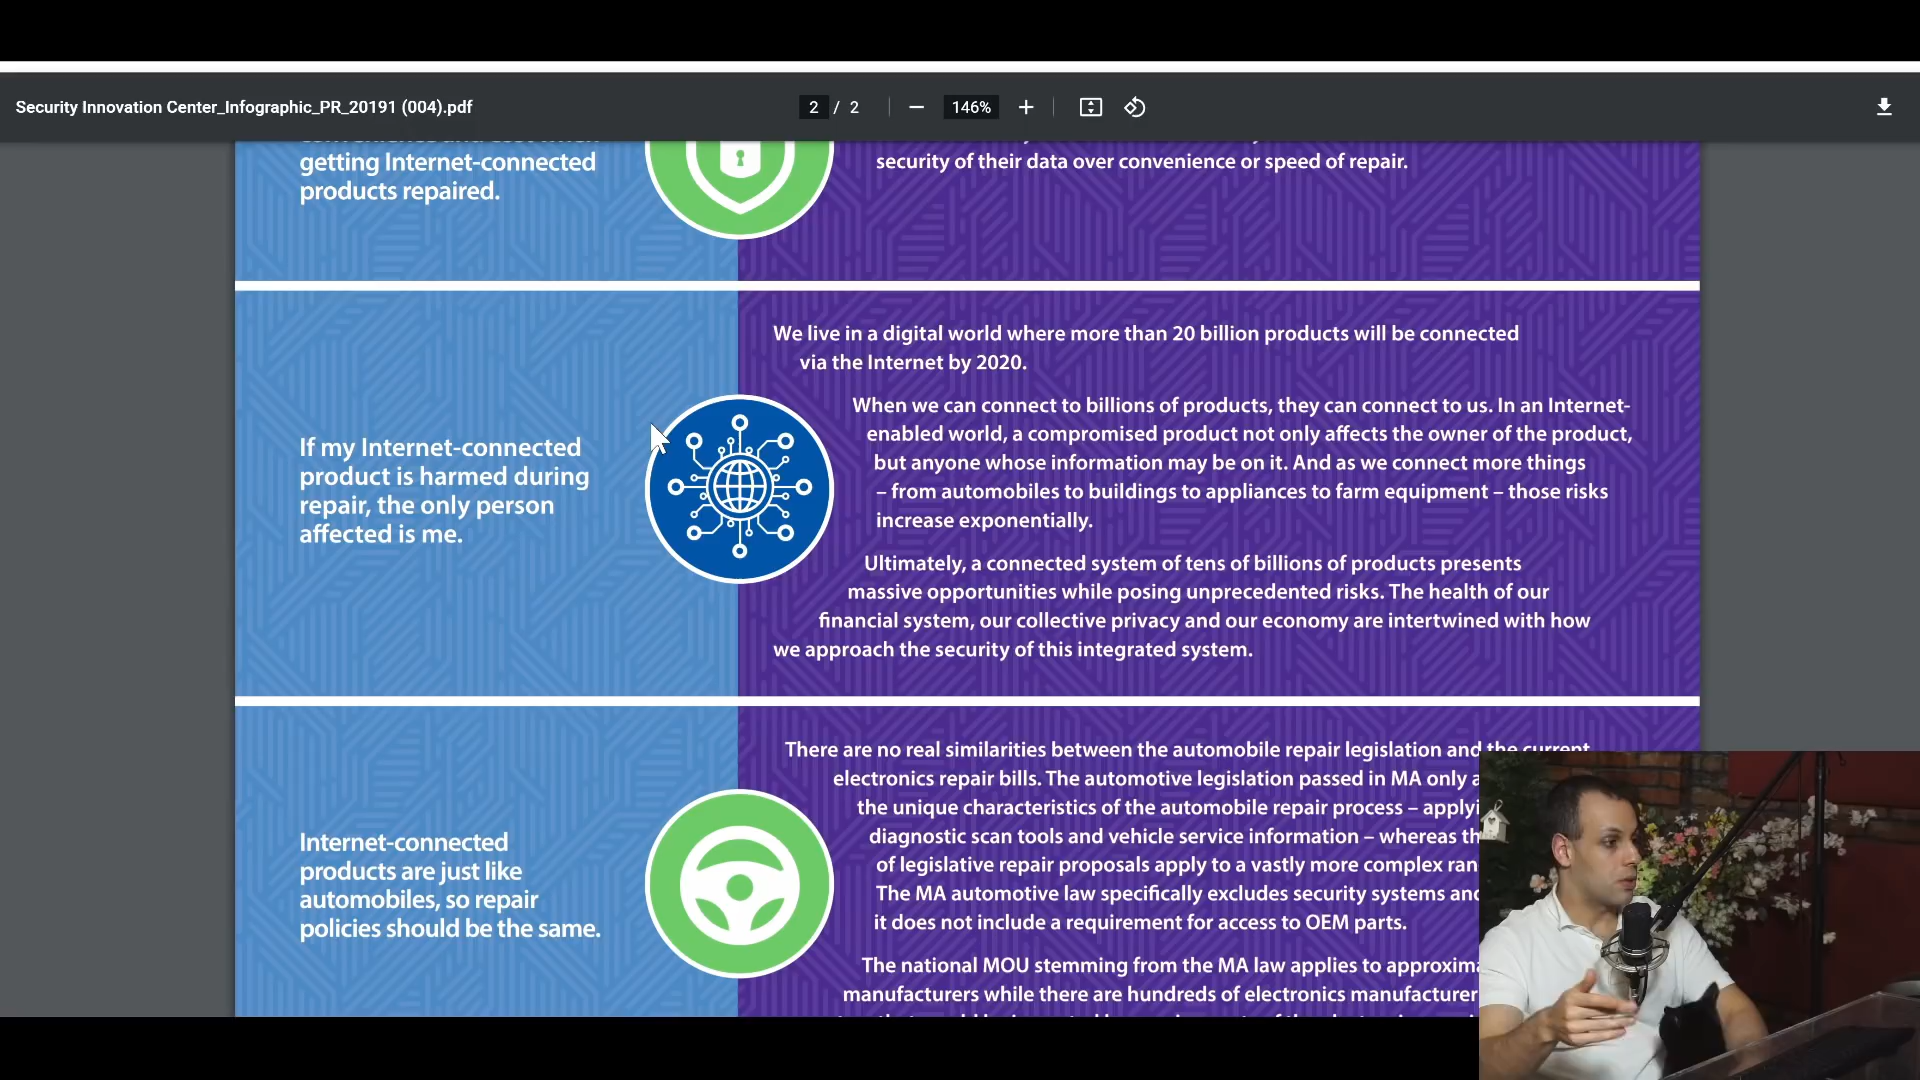 Security Innovation Center_Infographic_PR_20191 (004).pdf
2 / 2
146%
getting Internet-connected
products repaired.
security of their data over convenience or speed of repair.
If my Internet-connected
product is harmed during
repair, the only person
affected is me.
We live in a digital world where more than 20 billion products will be connected
via the Internet by 2020.
When we can connect to billions of products, they can connect to us. In an Internet-
enabled world, a compromised product not only affects the owner of the product,
but anyone whose information may be on it. And as we connect more things
– from automobiles to buildings to appliances to farm equipment – those risks
increase exponentially.
Ultimately, a connected system of tens of billions of products presents
massive opportunities while posing unprecedented risks. The health of our
financial system, our collective privacy and our economy are intertwined with how
we approach the security of this integrated system.
Internet-connected
products are just like
automobiles, so repair
policies should be the same.
There are no real similarities between the automobile repair legislation and the current
electronics repair bills. The automotive legislation passed in MA only
the unique characteristics of the automobile repair process –
diagnostic scan tools and vehicle service information – whereas
of legislative repair proposals apply to a vastly more complex
The MA automotive law specifically excludes security systems
it does not include a requirement for access to OEM parts.
The national MOU stemming from the MA law applies to
manufacturers while there are hundreds of electronics